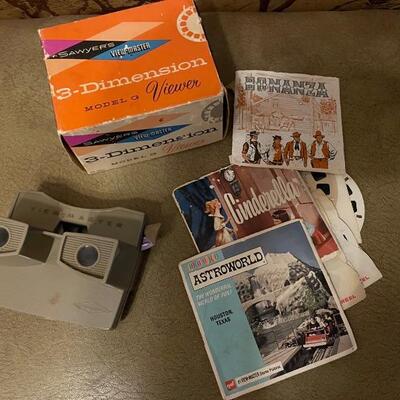 SAWYER'S VIEW-MASTER
3-Dimension
MODEL G Viewer
SAWYER'S VIEW-MASTER
3-Dimension
MODEL G Viewer
BONANZA
VIEW-MASTER
Cinderella
ASTROWORLD
THE WONDERFUL
WORLD OF FUN!
HOUSTON,
TEXAS
REEL